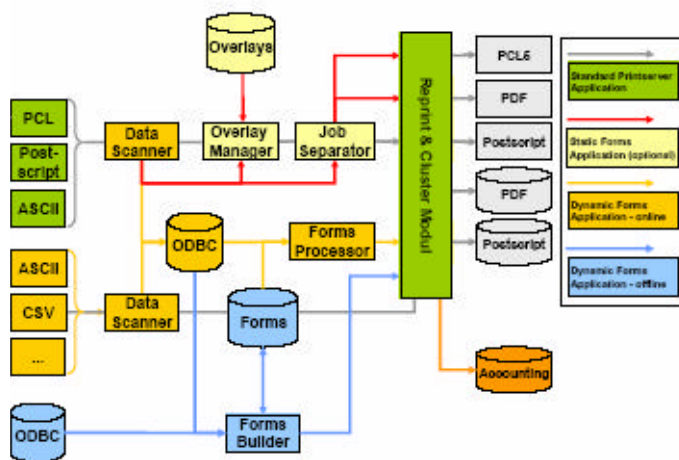 Overlays
PCL
Post-
script
ASCII
Data
Scanner
Overlay
Manager
Job
Separator
Reprint & Cluster Modul
PCL5
PDF
Postscript
PDF
Postscript
Standard Printserver
Application
Static Forms
Application (optional)
Dynamic Forms
Application - online
Dynamic Forms
Application - offline
ASCII
CSV
...
Data
Scanner
ODBC
Forms
Processor
Forms
Accounting
ODBC
Forms
Builder